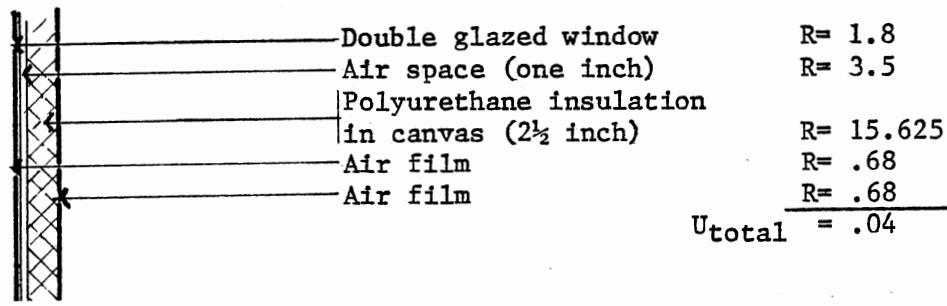 Double glazed window R= 1.8
Air space (one inch) R= 3.5
Polyurethane insulation
in canvas (2½ inch) R= 15.625
Air film R= .68
Air film R= .68
Utotal = .04